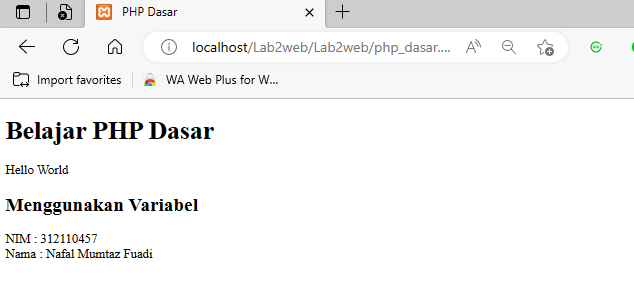 PHP Dasar
localhost/Lab2web/Lab2web/php_dasar....
Import favorites
WA Web Plus for W...
Belajar PHP Dasar
Hello World
Menggunakan Variabel
NIM : 312110457
Nama : Nafal Mumtaz Fuadi